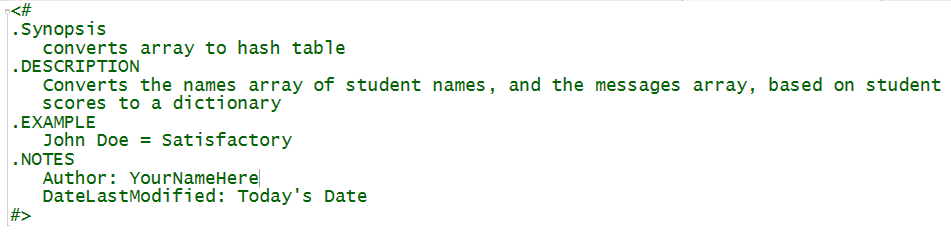 <#
.Synopsis
converts array to hash table
.DESCRIPTION
Converts the names array of student names, and the messages array, based on student
scores to a dictionary
.EXAMPLE
John Doe = Satisfactory
.NOTES
Author: YourNameHere
DateLastModified: Today's Date
#>